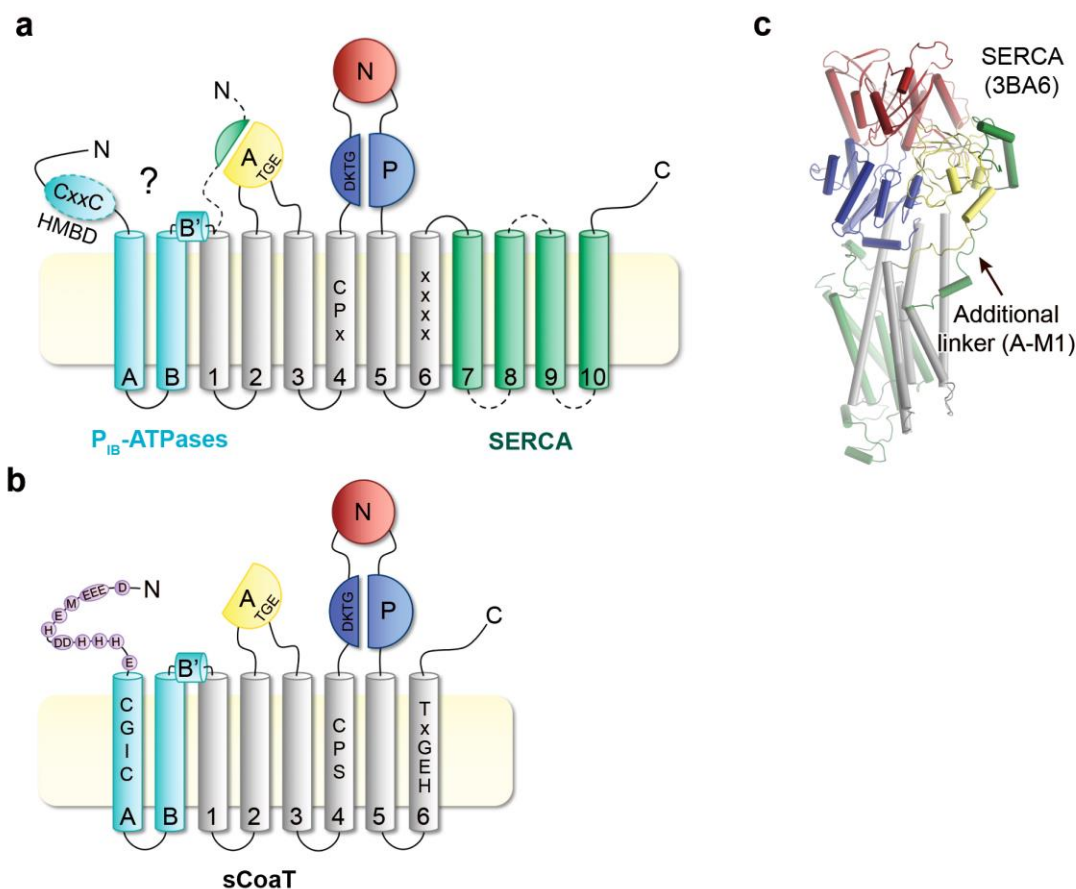 a
N
CxxC
HMBD
?
B'
N
A
TGE
N
DKTG
P
C
C
P
x
x
x
x
x
A
B
1
2
3
4
5
6
7
8
9
10
PIB-ATPases
SERCA
b
N
D
EEE
M
E
H
DD
H
H
H
E
B'
A
TGE
N
DKTG
P
C
C
G
I
C
C
P
S
T
x
G
E
H
A
B
1
2
3
4
5
6
sCoaT
c
SERCA
(3BA6)
Additional
linker (A-M1)